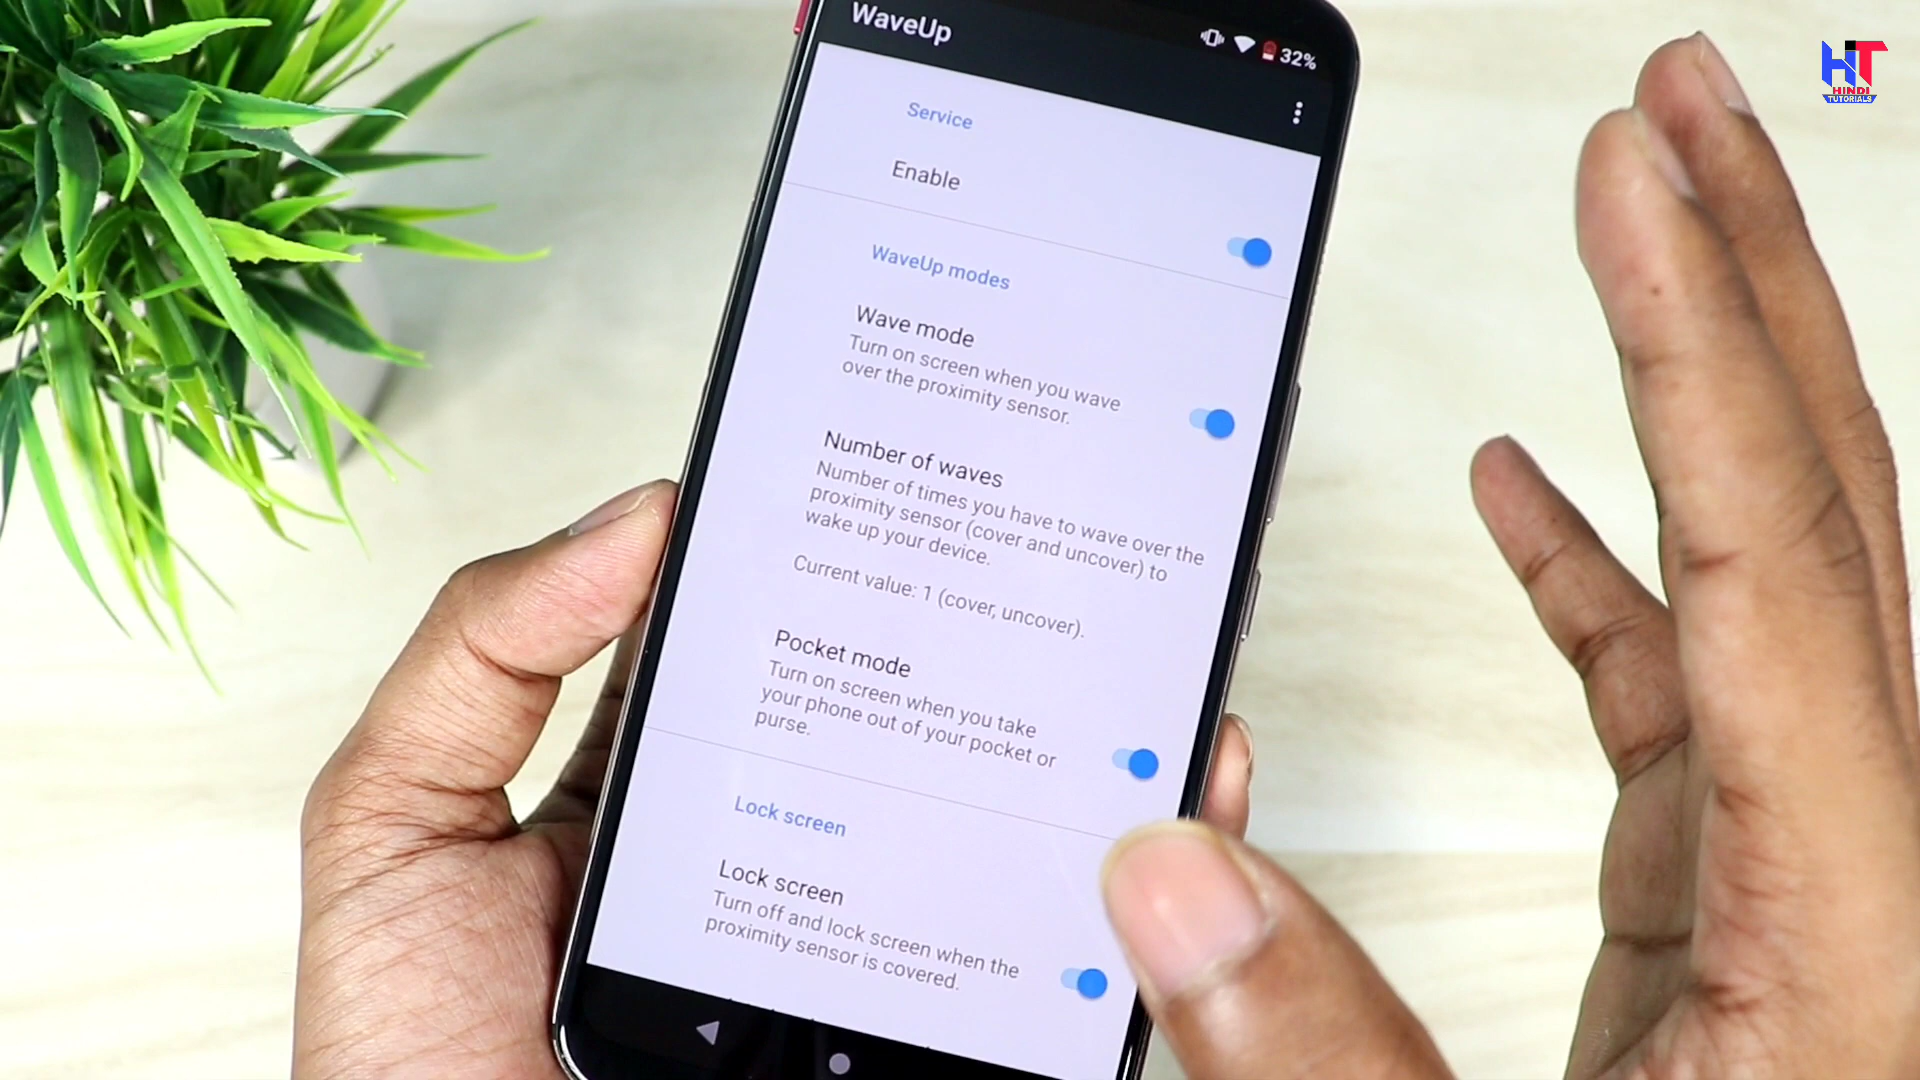 WaveUp
32%
HT
HINDI
TUTORIALS
Service
Enable
WaveUp modes
Wave mode
Turn on screen when you wave
over the proximity sensor.
Number of waves
Number of times you have to wave over the
proximity sensor (cover and uncover) to
wake up your device.
Current value: 1 (cover, uncover).
Pocket mode
Turn on screen when you take
your phone out of your pocket or
purse.
Lock screen
Lock screen
Turn off and lock screen when the
proximity sensor is covered.